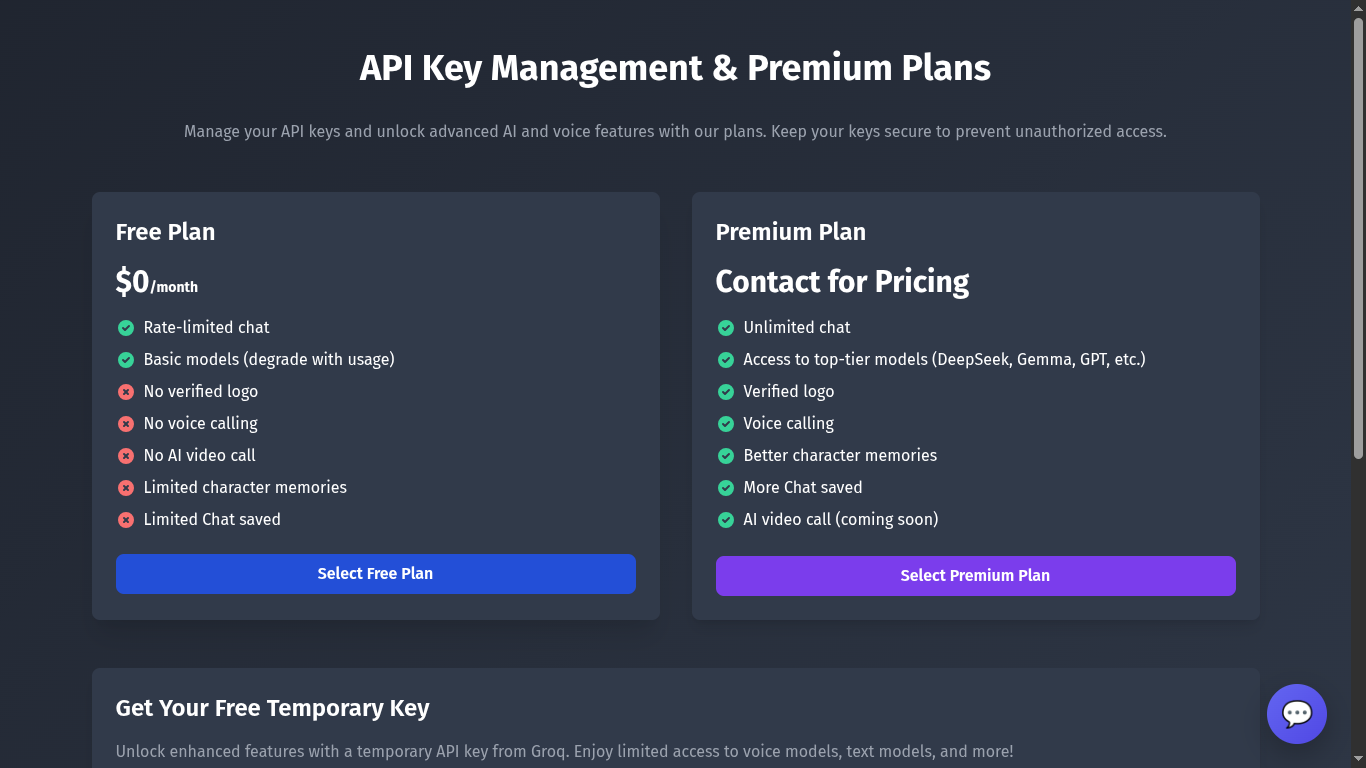 API Key Management & Premium Plans
Manage your API keys and unlock advanced AI and voice features with our plans. Keep your keys secure to prevent unauthorized access.
Free Plan
$0/month
Rate-limited chat
Basic models (degrade with usage)
No verified logo
No voice calling
No AI video call
Limited character memories
Limited Chat saved
Select Free Plan
Premium Plan
Contact for Pricing
Unlimited chat
Access to top-tier models (DeepSeek, Gemma, GPT, etc.)
Verified logo
Voice calling
Better character memories
More Chat saved
AI video call (coming soon)
Select Premium Plan
Get Your Free Temporary Key
Unlock enhanced features with a temporary API key from Groq. Enjoy limited access to voice models, text models, and more!